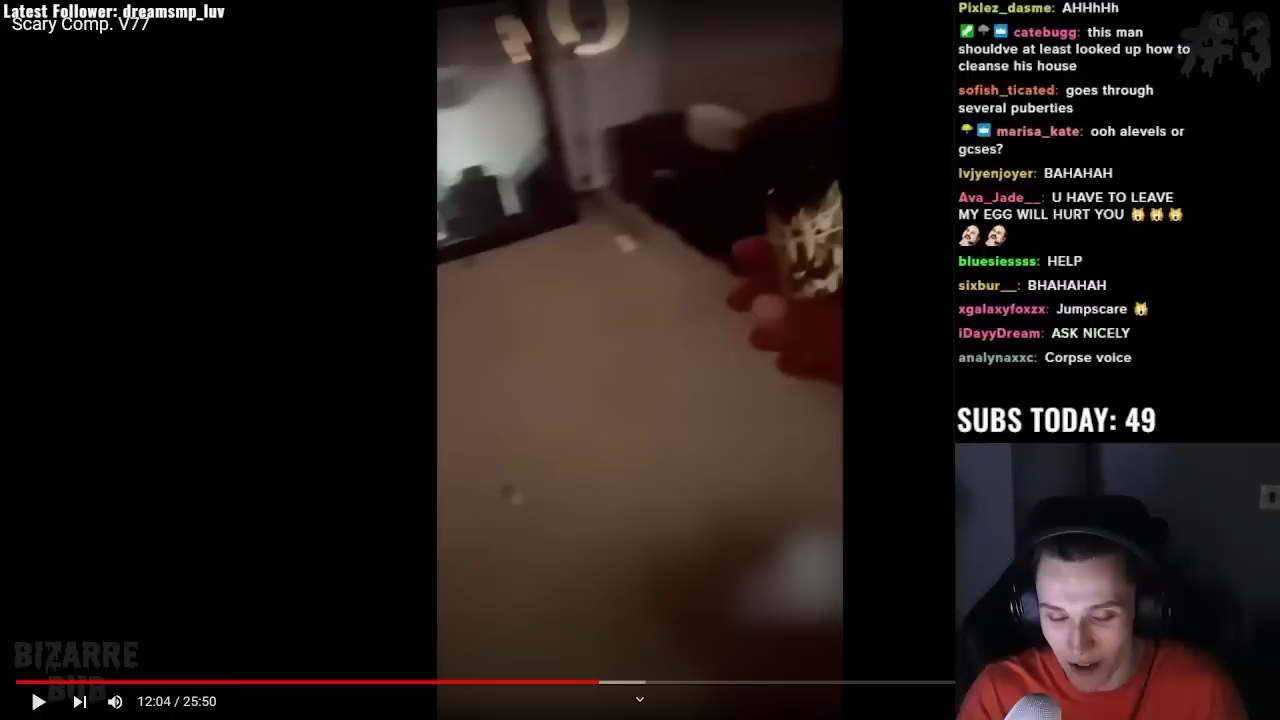 Latest Follower: dreamsmp_luv
Scary Comp. V77
#3
Pixlez_dasme: AHHhHh
catebugg: this man
shouldve at least looked up how to
cleanse his house
sofish_ticated: goes through
several puberties
marisa_kate: ooh alevels or
gcses?
lvjyenjoyer: BAHAHAH
Ava_Jade__: U HAVE TO LEAVE
MY EGG WILL HURT YOU
bluesiessss: HELP
sixbur__: BHAHAHAH
xgalaxyfoxzx: Jumpscare
iDayyDream: ASK NICELY
analynaxxc: Corpse voice
SUBS TODAY: 49
BIZARRE
BUB
12:04 / 25:50